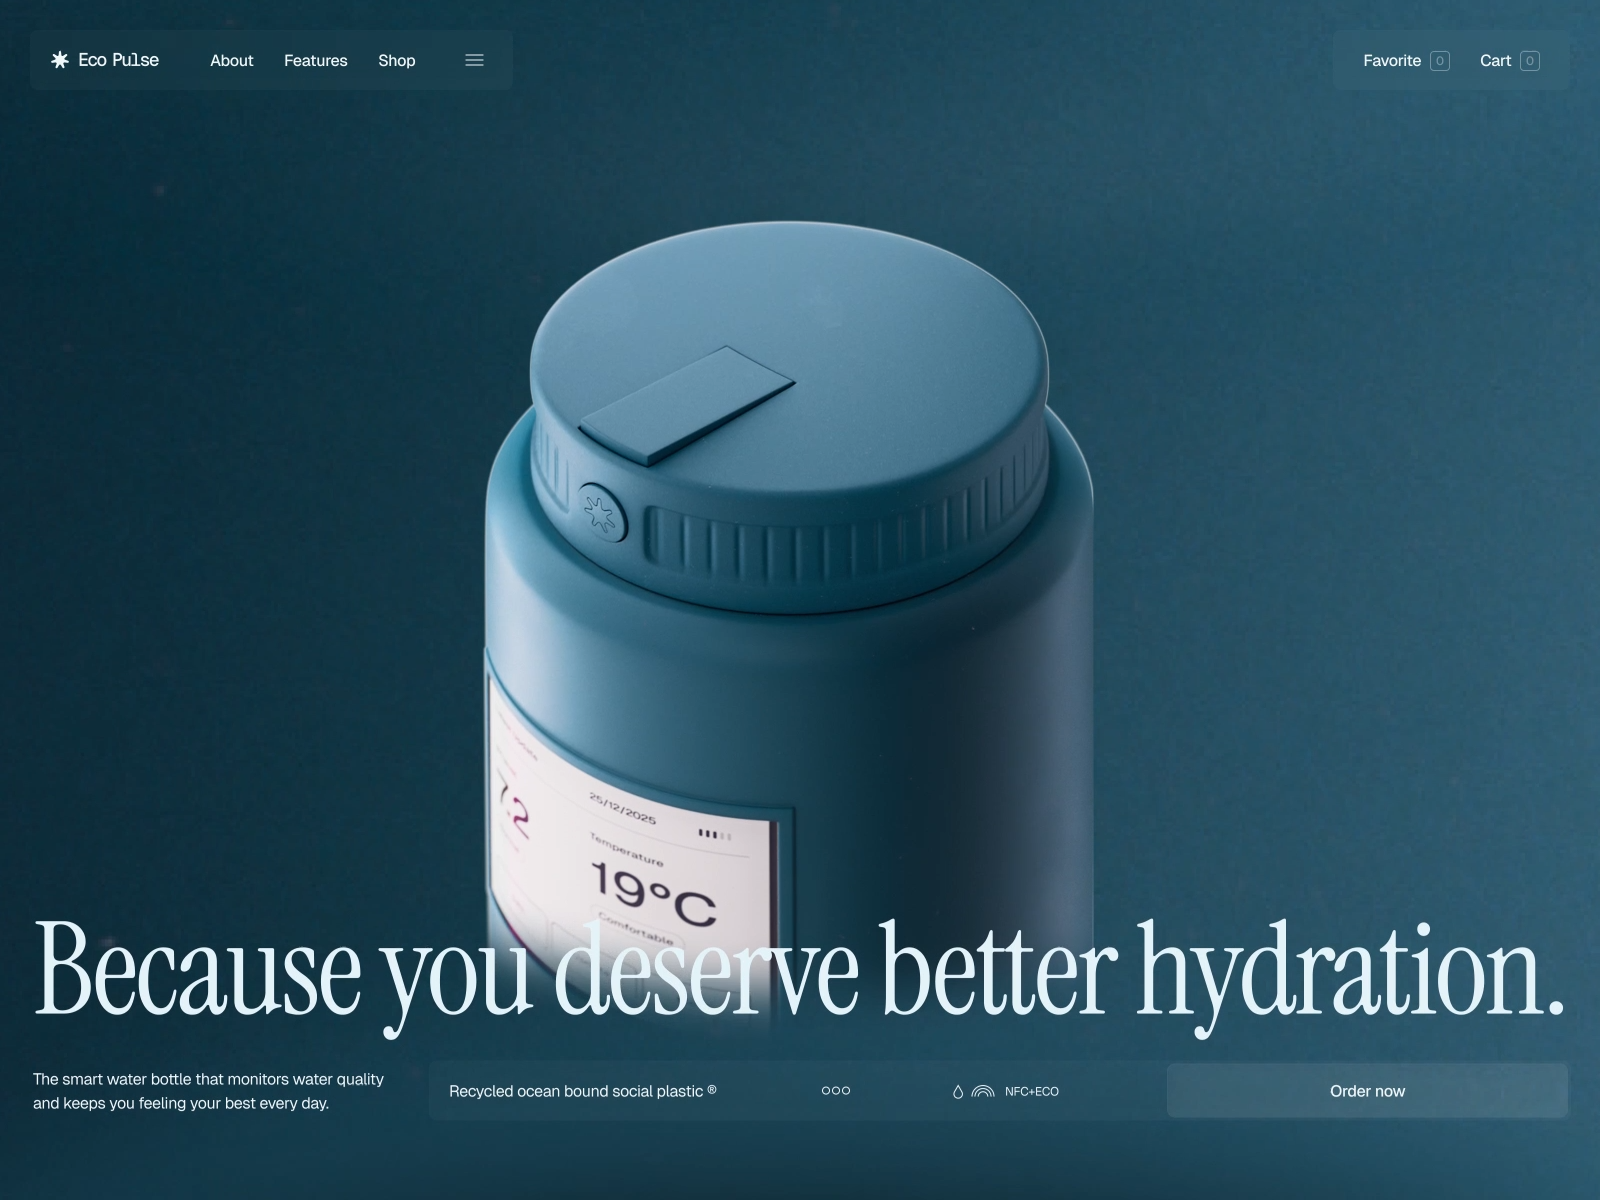 Eco Pulse
About
Features
Shop
Favorite 0
Cart 0
7.2
25/12/2025
Temperature
19°C
Comfortable
Because you deserve better hydration.
The smart water bottle that monitors water quality
and keeps you feeling your best every day.
Recycled ocean bound social plastic ®
NFC+ECO
Order now